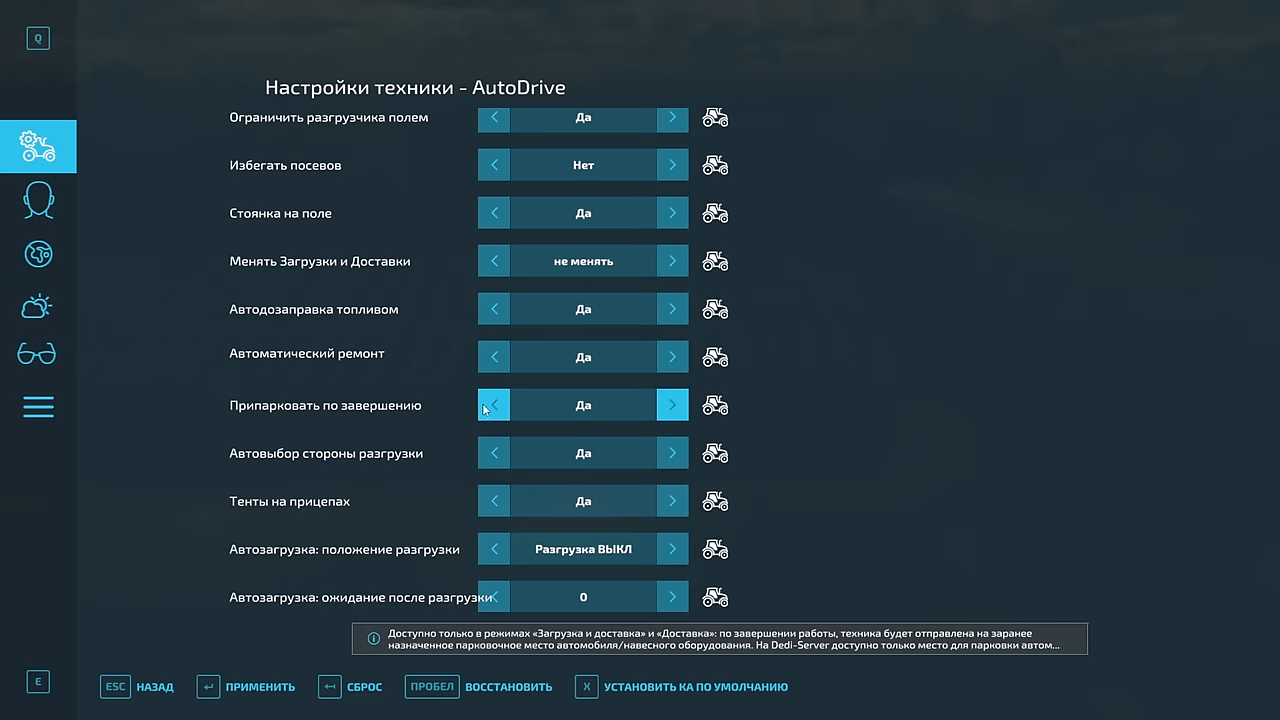 Q
Настройки техники - AutoDrive
Ограничить разгрузчика полем Да
Избегать посевов Нет
Стоянка на поле Да
Менять Загрузки и Доставки не менять
Автодозаправка топливом Да
Автоматический ремонт Да
Припарковать по завершению Да
Автовыбор стороны разгрузки Да
Тенты на прицепах Да
Автозагрузка: положение разгрузки Разгрузка ВЫКЛ
Автозагрузка: ожидание после разгрузки 0
Доступно только в режимах «Загрузка и доставка» и «Доставка»: по завершении работы, техника будет отправлена на заранее
назначенное парковочное место автомобиля/навесного оборудования. На Dedi-Server доступно только место для парковки автом...
E
ESC НАЗАД ПРИМЕНИТЬ СБРОС ПРОБЕЛ ВОССТАНОВИТЬ X УСТАНОВИТЬ КА ПО УМОЛЧАНИЮ